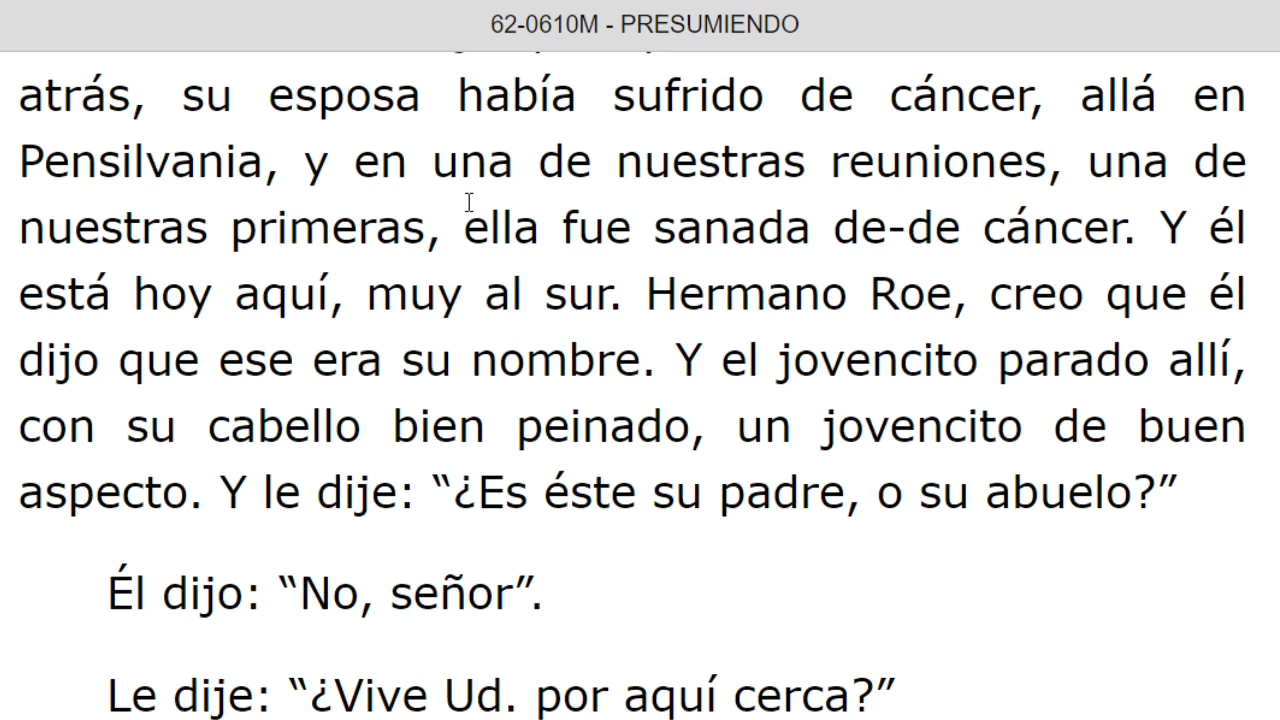 62-0610M - PRESUMIENDO
atrás, su esposa había sufrido de cáncer, allá en
Pensilvania, y en una de nuestras reuniones, una de
nuestras primeras, ella fue sanada de-de cáncer. Y él
está hoy aquí, muy al sur. Hermano Roe, creo que él
dijo que ese era su nombre. Y el jovencito parado allí,
con su cabello bien peinado, un jovencito de buen
aspecto. Y le dije: “¿Es éste su padre, o su abuelo?”
Él dijo: “No, señor”.
Le dije: “¿Vive Ud. por aquí cerca?”